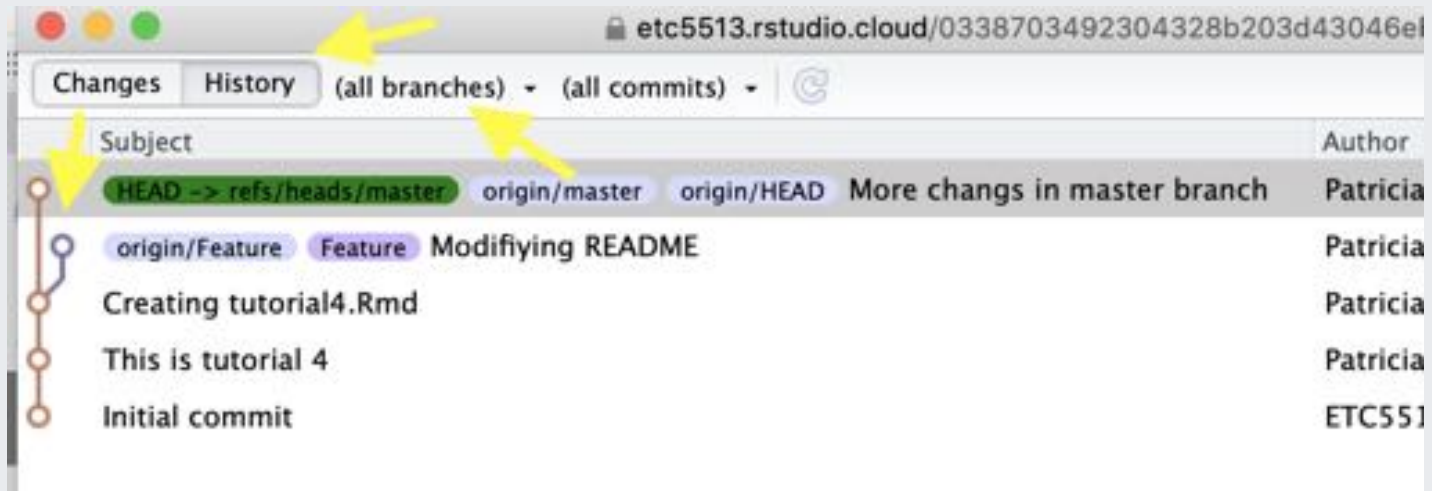 etc5513.rstudio.cloud/0338703492304328b203d43046e
Changes History (all branches) (all commits)
Subject Author
HEAD -> refs/heads/master origin/master origin/HEAD More changs in master branch Patricia
origin/Feature Feature Modifiying README Patricia
Creating tutorial4.Rmd Patricia
This is tutorial 4 Patricia
Initial commit ETC551